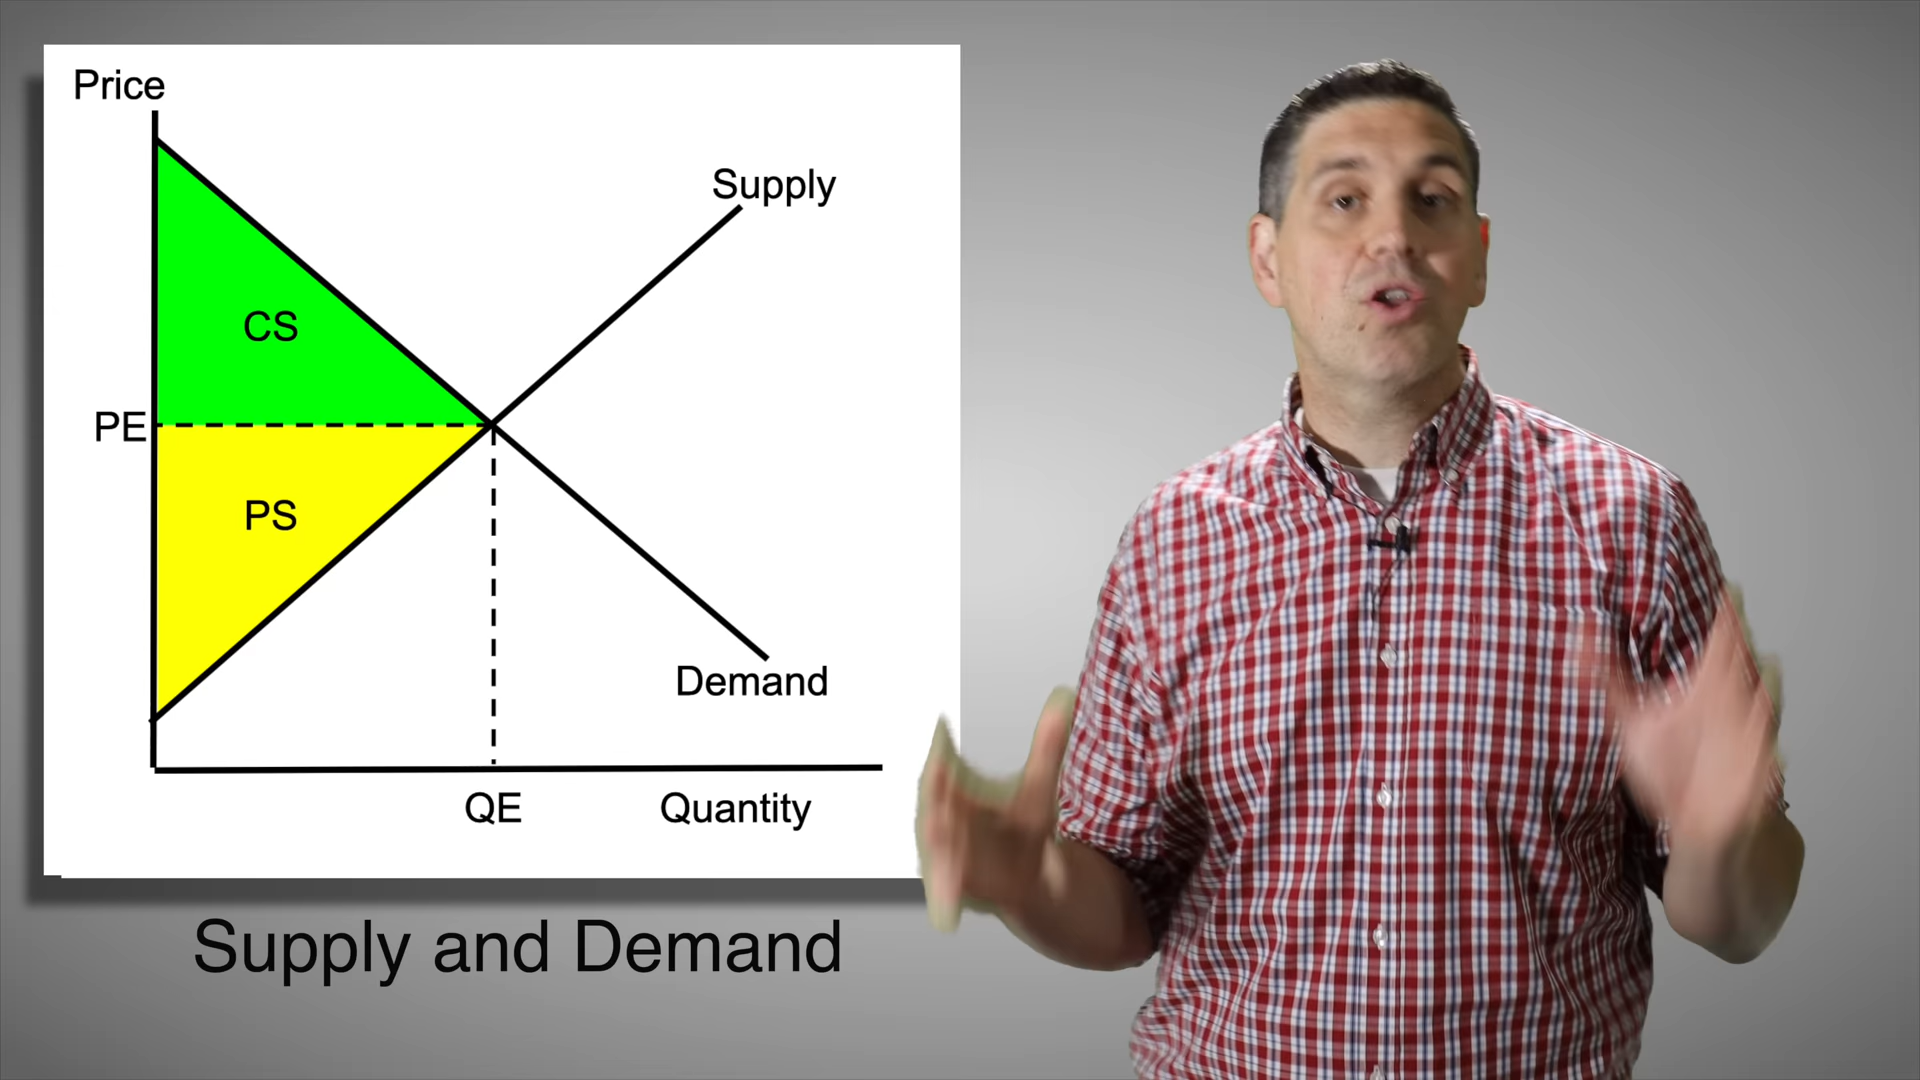 Price
Supply
CS
PE
PS
Demand
QE
Quantity
Supply and Demand